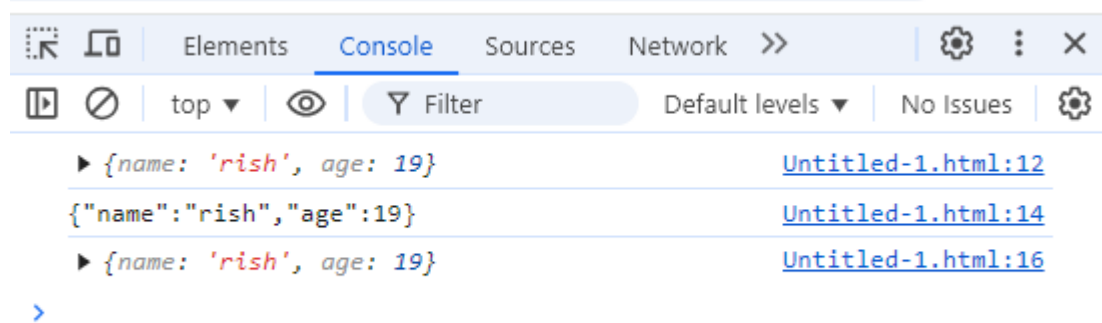 Elements Console Sources Network
top Filter Default levels No Issues
{name: 'rish', age: 19} Untitled-1.html:12
{"name":"rish","age":19} Untitled-1.html:14
{name: 'rish', age: 19} Untitled-1.html:16